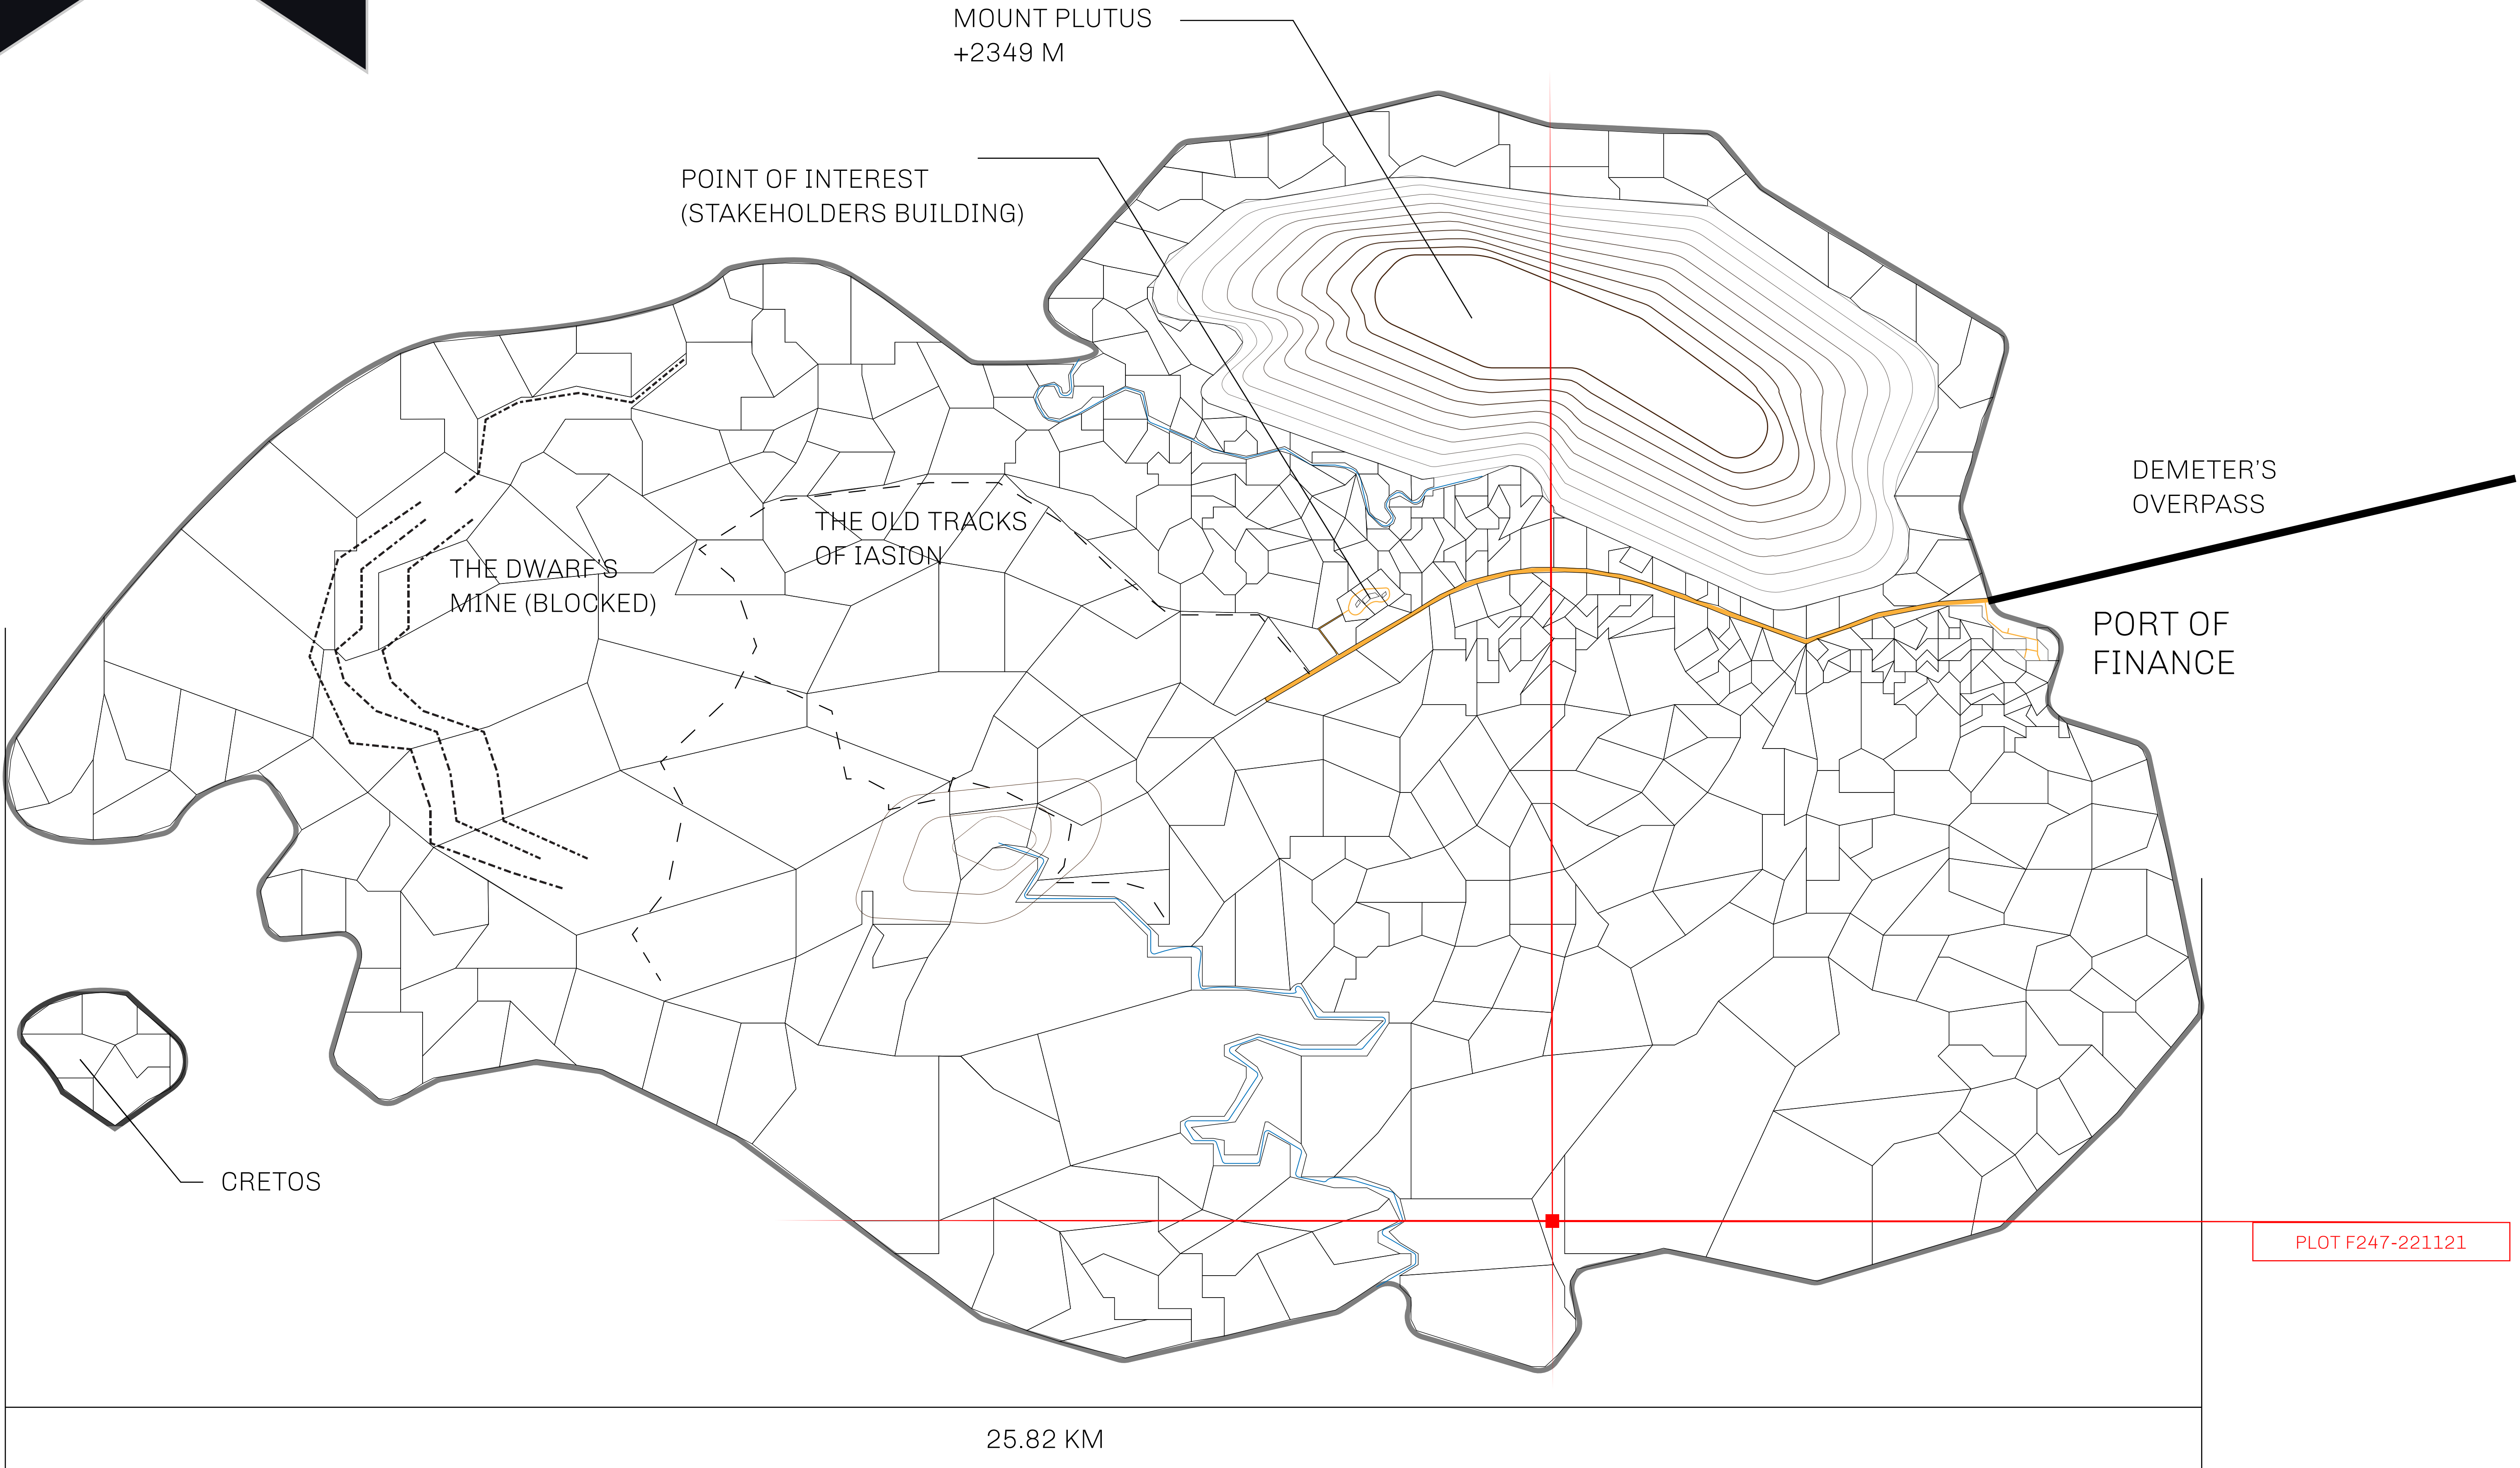 MOUNT PLUTUS
+2349 M
POINT OF INTEREST
(STAKEHOLDERS BUILDING)
DEMETER'S
OVERPASS
THE OLD TRACKS
OF IASION
THE DWARF'S
MINE (BLOCKED)
PORT OF
FINANCE
CRETOS
PLOT F247-221121
25.82 KM